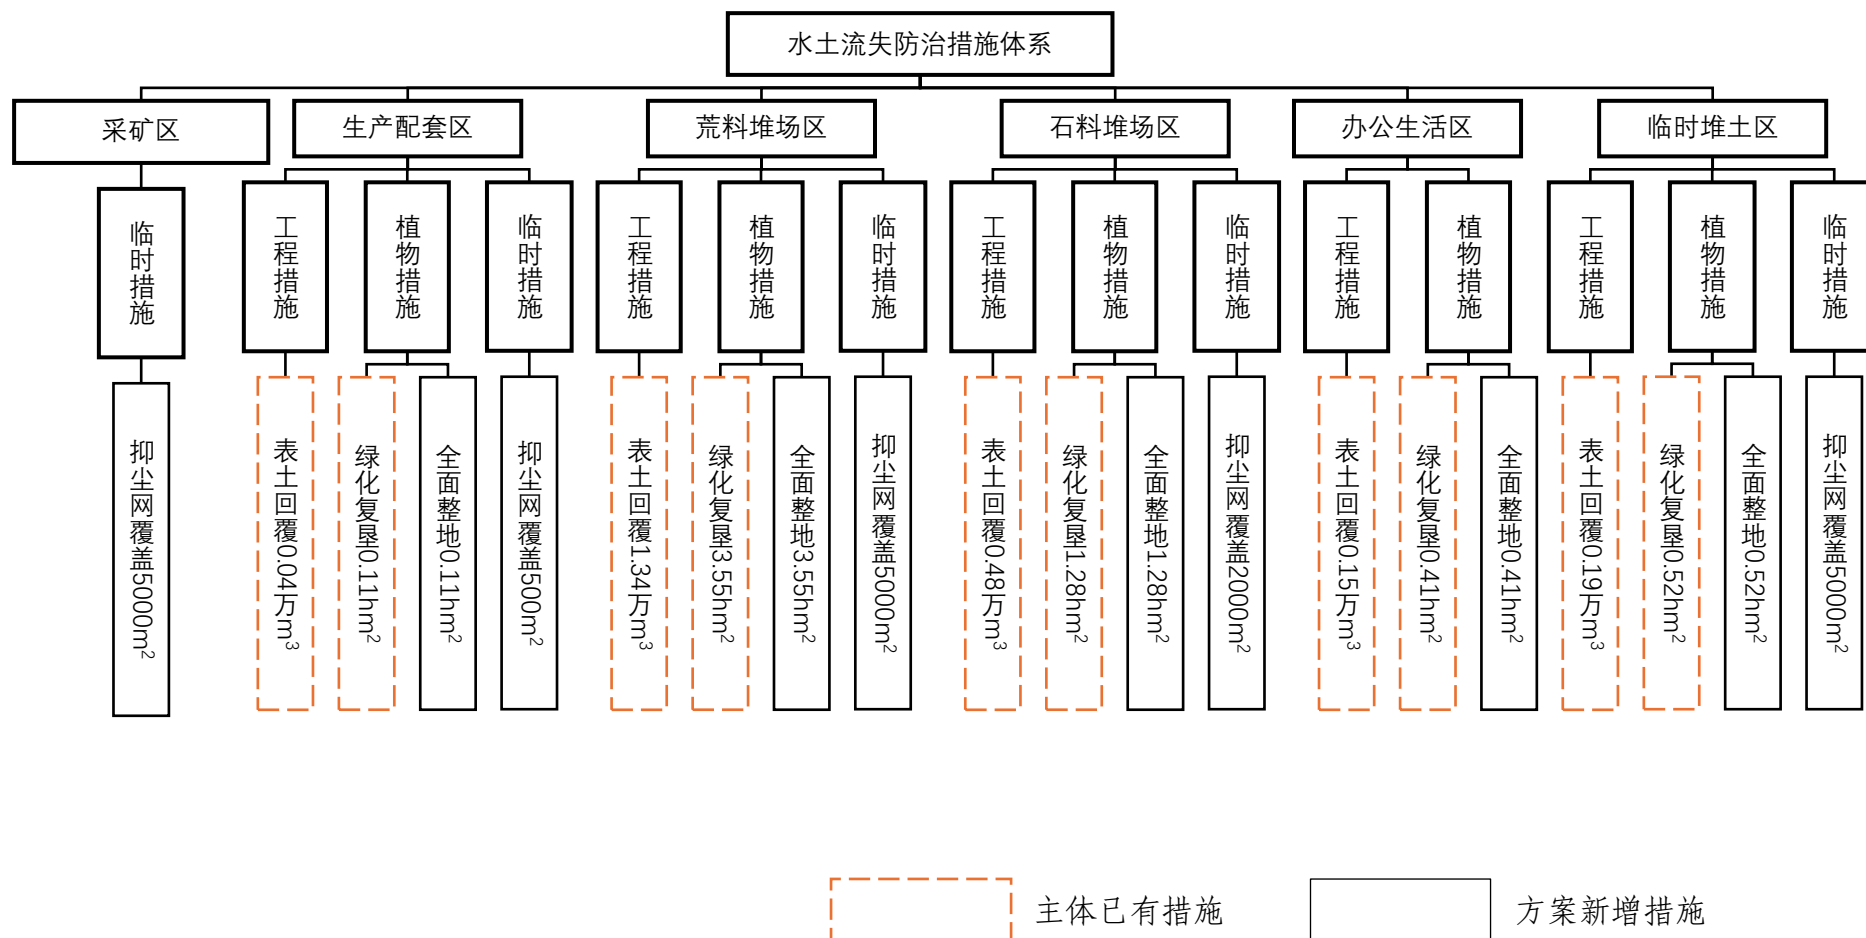 水土流失防治措施体系
采矿区
生产配套区
荒料堆场区
石料堆场区
办公生活区
临时堆土区
临时措施
工程措施
植物措施
临时措施
工程措施
植物措施
临时措施
工程措施
植物措施
临时措施
工程措施
植物措施
工程措施
植物措施
临时措施
抑尘网覆盖5000m²
表土回覆0.04万m³
绿化复垦0.11hm²
全面整地0.11hm²
抑尘网覆盖500m²
表土回覆1.34万m³
绿化复垦3.55hm²
全面整地3.55hm²
抑尘网覆盖5000m²
表土回覆0.48万m³
绿化复垦1.28hm²
全面整地1.28hm²
抑尘网覆盖2000m²
表土回覆0.15万m³
绿化复垦0.41hm²
全面整地0.41hm²
表土回覆0.19万m³
绿化复垦0.52hm²
全面整地0.52hm²
抑尘网覆盖5000m²
主体已有措施
方案新增措施